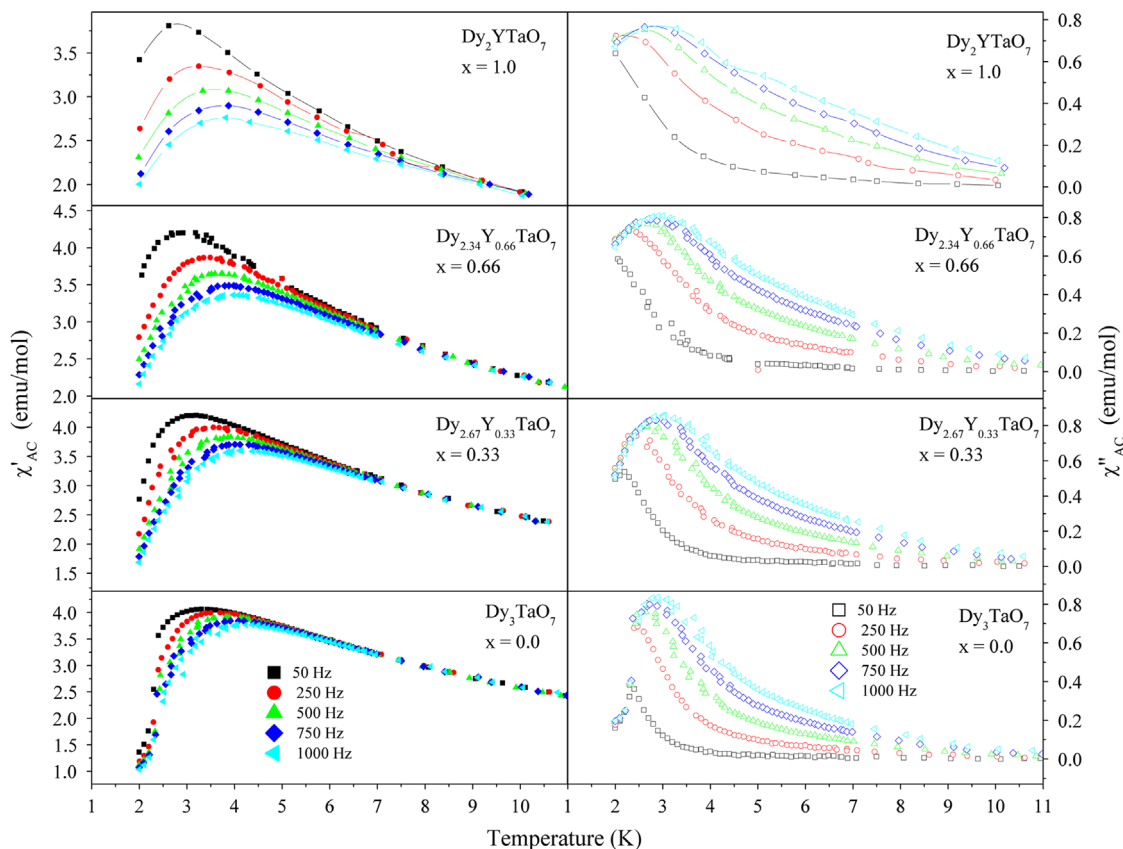 Dy₂YTaO₇
x = 1.0
3.5
3.0
2.5
2.0
Dy₂YTaO₇
x = 1.0
0.8
0.6
0.4
0.2
0.0
Dy₂.₃₄Y₀.₆₆TaO₇
x = 0.66
4.5
4.0
3.5
3.0
2.5
2.0
Dy₂.₃₄Y₀.₆₆TaO₇
x = 0.66
0.8
0.6
0.4
0.2
0.0
χ'AC (emu/mol)
χ''AC (emu/mol)
Dy₂.₆₇Y₀.₃₃TaO₇
x = 0.33
4.0
3.5
3.0
2.5
2.0
1.5
Dy₂.₆₇Y₀.₃₃TaO₇
x = 0.33
0.8
0.6
0.4
0.2
0.0
Dy₃TaO₇
x = 0.0
4.0
3.5
3.0
2.5
2.0
1.5
1.0
50 Hz
250 Hz
500 Hz
750 Hz
1000 Hz
Dy₃TaO₇
x = 0.0
50 Hz
250 Hz
500 Hz
750 Hz
1000 Hz
0.8
0.6
0.4
0.2
0.0
1 2 3 4 5 6 7 8 9 10 1 1 2 3 4 5 6 7 8 9 10 11
Temperature (K)